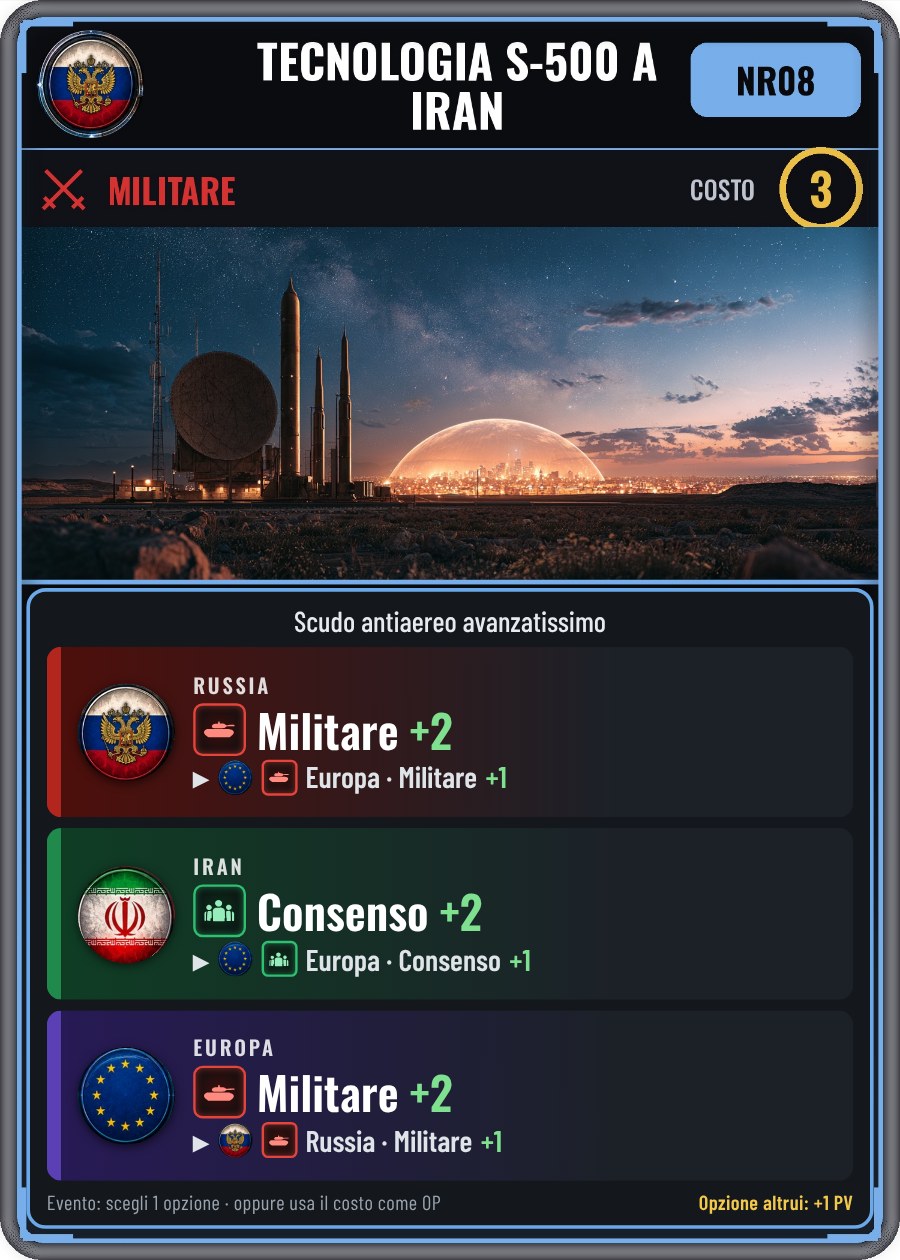 TECNOLOGIA S-500 A
IRAN
NR08
MILITARE
COSTO
3
Scudo antiaereo avanzatissimo
RUSSIA
Militare +2
▶ Europa · Militare +1
IRAN
Consenso +2
▶ Europa · Consenso +1
EUROPA
Militare +2
▶ Russia · Militare +1
Evento: scegli 1 opzione · oppure usa il costo come OP
Opzione altrui: +1 PV